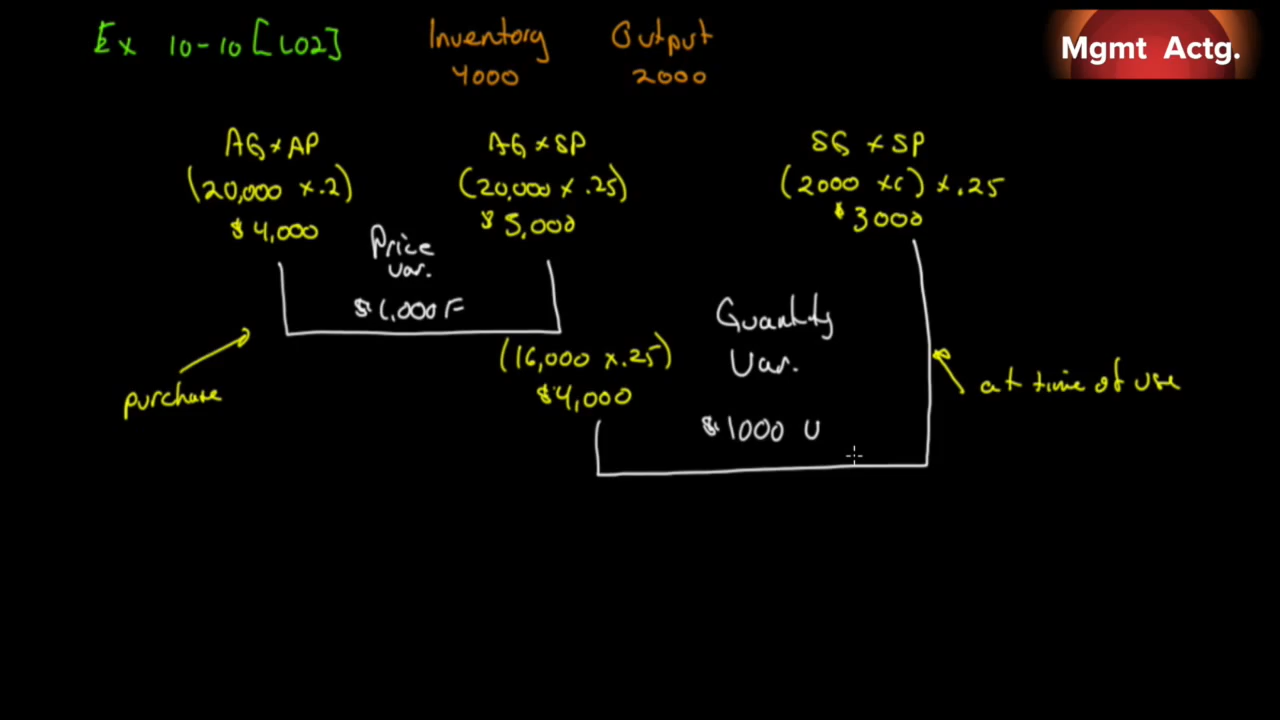 Ex 10-10 [LO2]
Inventory
4000
Output
2000
Mgmt Actg.
AQ x AP
(20,000 x .2)
$4,000
AQ x SP
(20,000 x .25)
$5,000
SQ x SP
(2000 x 6) x .25
$3000
Price
var.
$1,000 F
(16,000 x .25)
$4,000
Quantity
Var.
$1000 U
purchase
at time of use